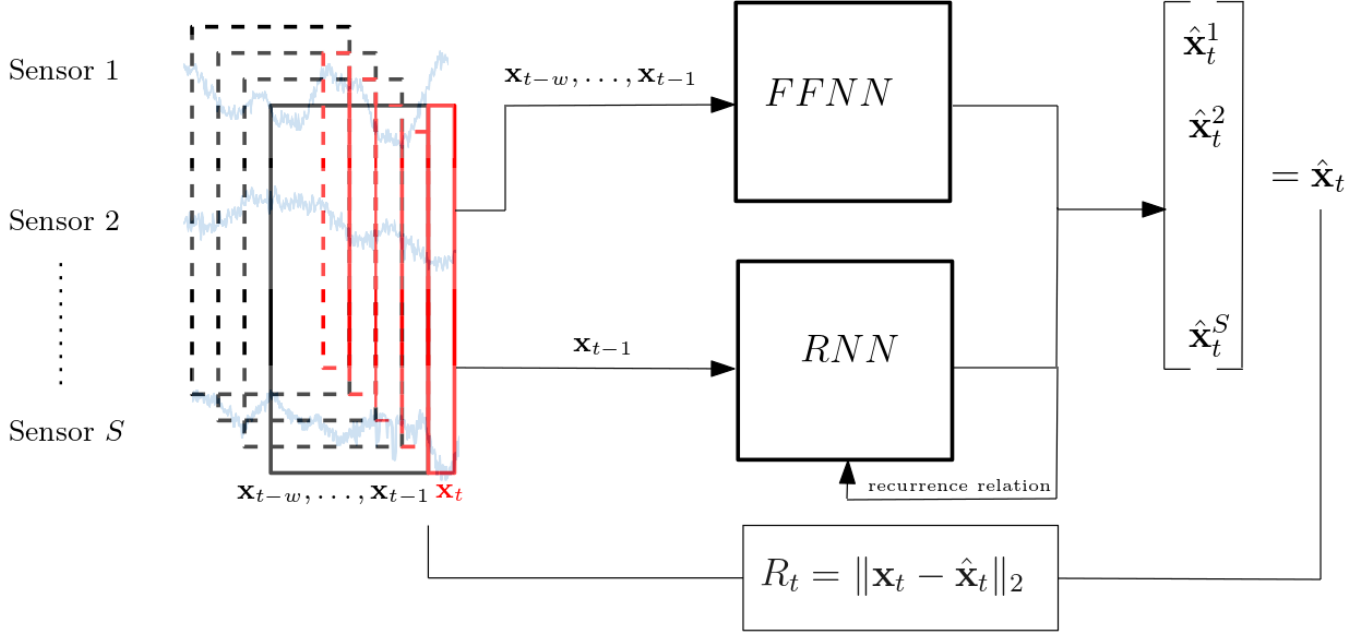 Sensor 1
Sensor 2
Sensor S
x_{t−w}, . . . , x_{t−1}
x_t
x_{t−w}, . . . , x_{t−1}
x_{t−1}
FFNN
RNN
recurrence relation
x̂_t^1
x̂_t^2
x̂_t^S
= x̂_t
R_t = ‖x_t − x̂_t‖_2